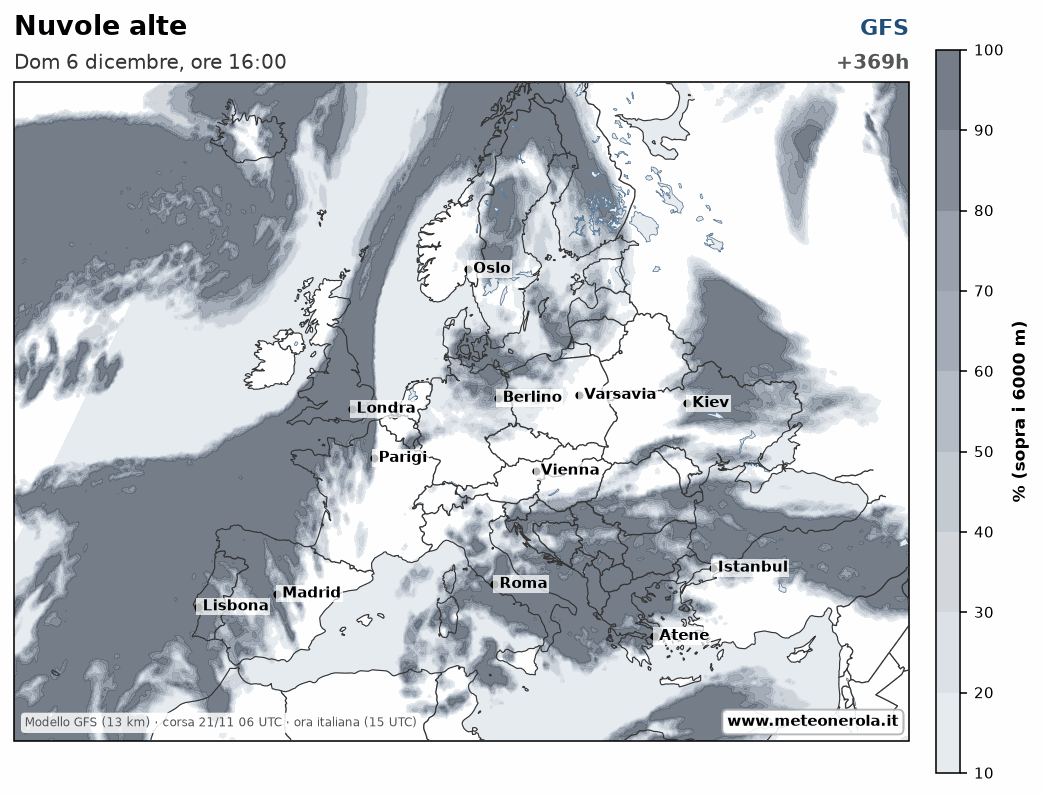 Nuvole alte
GFS
Dom 6 dicembre, ore 16:00
+369h
100
90
80
70
60
50
40
30
20
10
% (sopra i 6000 m)
Oslo
Berlino
Varsavia
Londra
Kiev
Parigi
Vienna
Istanbul
Roma
Madrid
Lisbona
Atene
Modello GFS (13 km) · corsa 21/11 06 UTC · ora italiana (15 UTC)
www.meteonerola.it